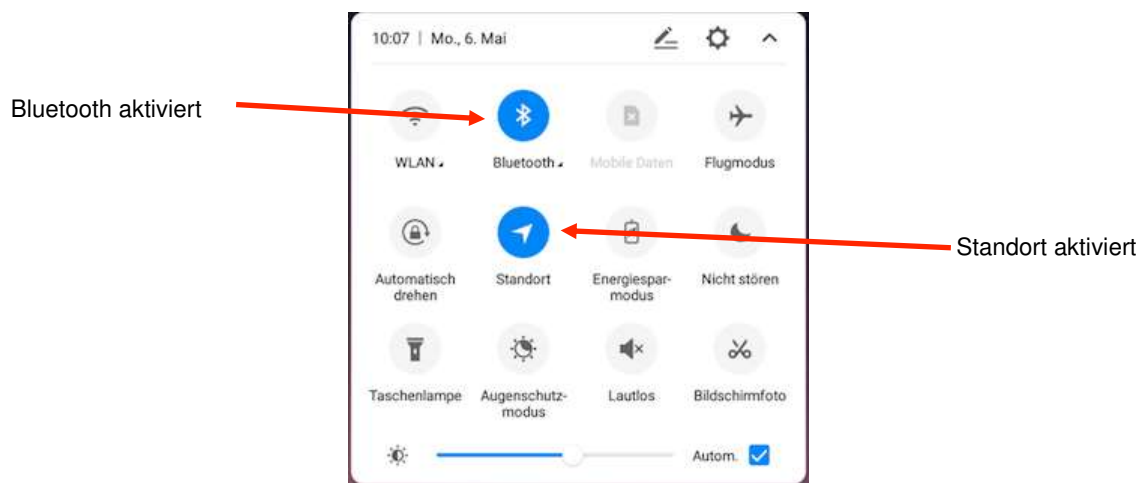 10:07 | Mo., 6. Mai
Bluetooth aktiviert
WLAN Bluetooth Mobile Daten Flugmodus
Standort aktiviert
Automatisch drehen Standort Energiespar-modus Nicht stören
Taschenlampe Augenschutz-modus Lautlos Bildschirmfoto
Autom.